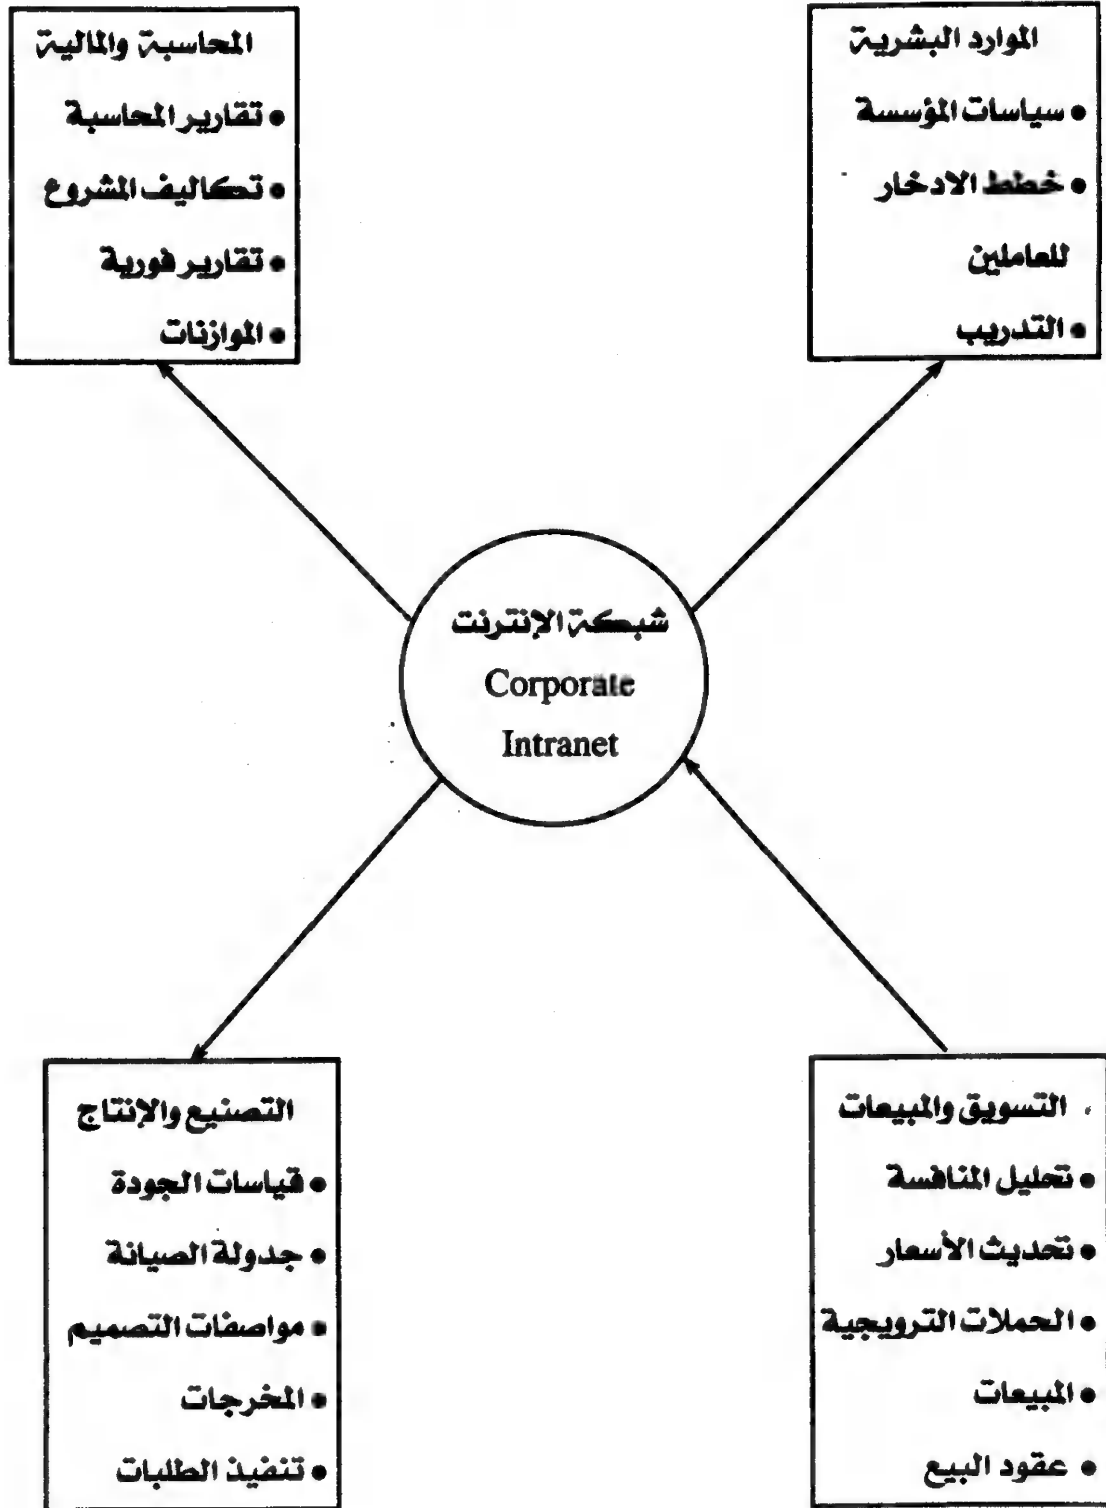 الموارد البشرية
• سياسات المؤسسة
• خطط الادخار
للعاملين
• التدريب
المحاسبة والمالية
• تقارير المحاسبة
• تكاليف المشروع
• تقارير فورية
• الموازنات
شبكة الإنترنت
Corporate
Intranet
التسويق والمبيعات
• تحليل المنافسة
• تحديث الأسعار
• الحملات الترويجية
• المبيعات
• عقود البيع
التصنيع والإنتاج
• قياسات الجودة
• جدولة الصيانة
• مواصفات التصميم
• المخرجات
• تنفيذ الطلبات